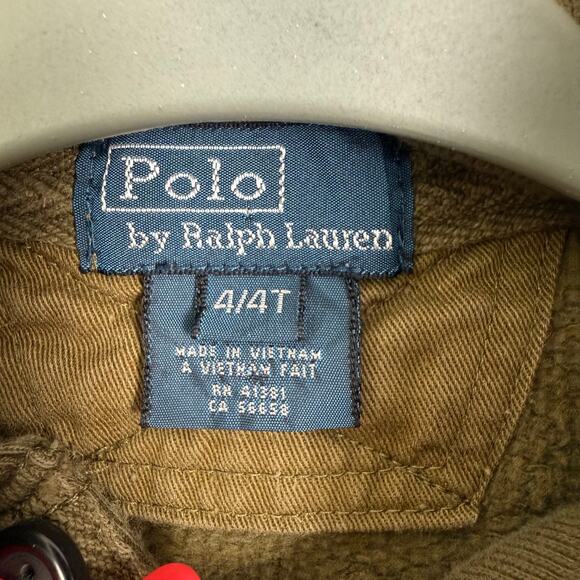 Polo
by Ralph Lauren
4/4T
MADE IN VIETNAM
A VIETNAM FAIT
RN 41381
CA 56658